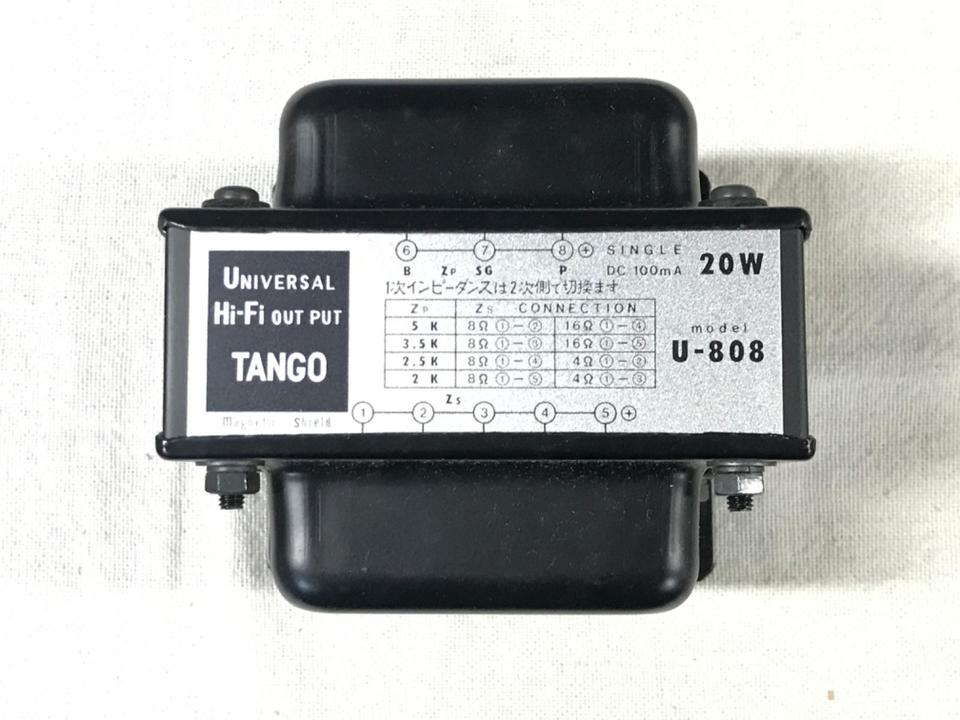 UNIVERSAL
Hi-Fi OUT PUT
TANGO
Magnetic Shield
6 7 8 ⊕ SINGLE
B Zp SG P DC 100mA
20W
1次インピーダンスは2次側で切換ます
Zp Zs CONNECTION
5 K 8Ω ①-② 16Ω ①-④
3.5K 8Ω ①-③ 16Ω ①-⑤
2.5K 8Ω ①-④ 4Ω ①-②
2 K 8Ω ①-⑤ 4Ω ①-③
Zs
1 2 3 4 5 ⊕
model
U-808